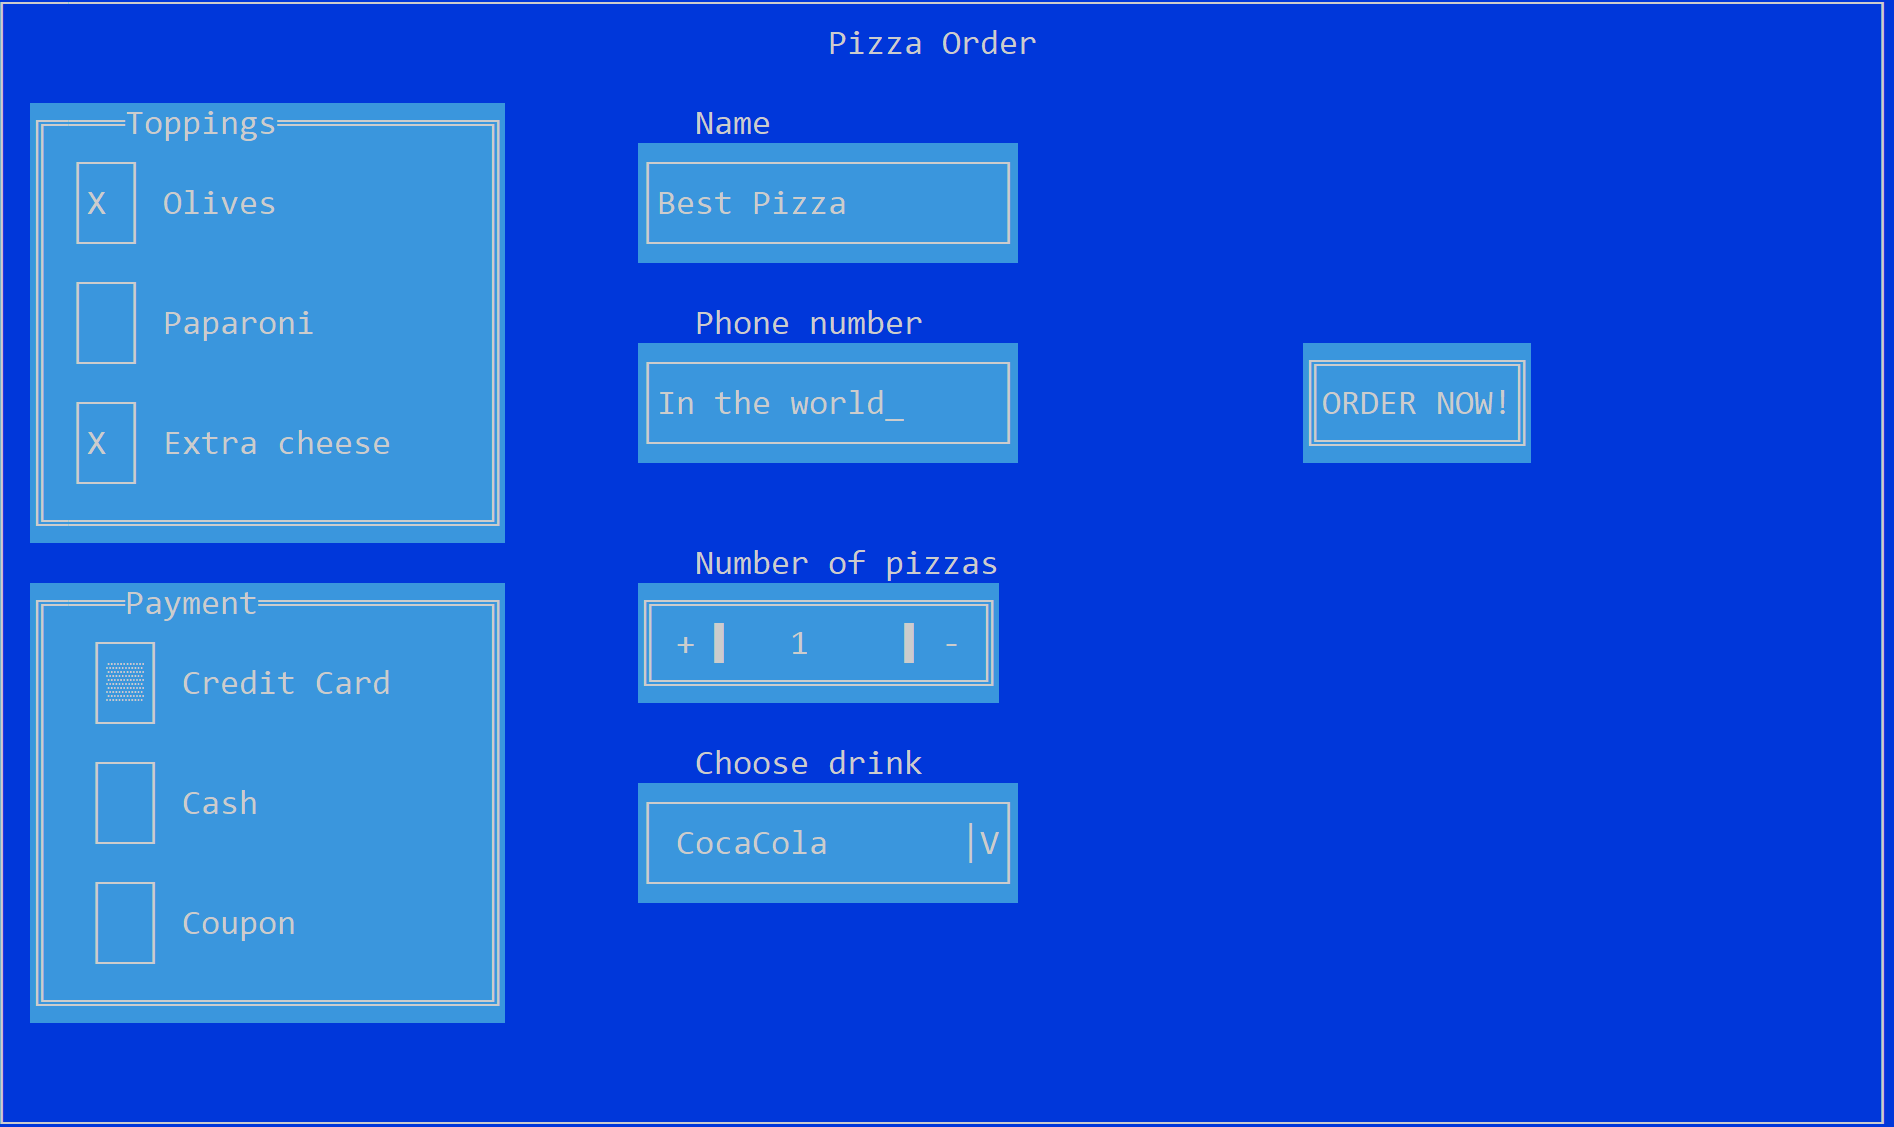 Pizza Order
Toppings
X Olives
Paparoni
X Extra cheese
Payment
Credit Card
Cash
Coupon
Name
Best Pizza
Phone number
In the world_
Number of pizzas
+ 1 -
Choose drink
CocaCola V
ORDER NOW!